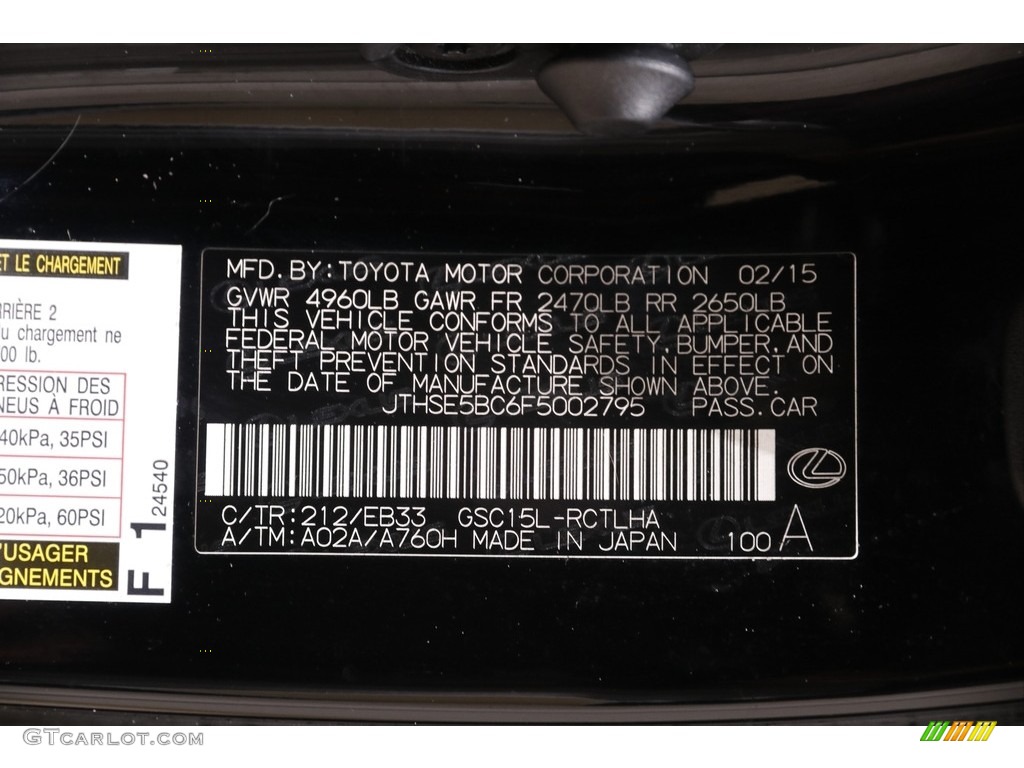 ET LE CHARGEMENT
RRIÈRE 2
u chargement ne
00 lb.
RESSION DES
NEUS À FROID
40kPa, 35PSI
50kPa, 36PSI
20kPa, 60PSI
'USAGER
GNEMENTS
F 1 24540
MFD. BY: TOYOTA MOTOR CORPORATION 02/15
GVWR 4960LB GAWR FR 2470LB RR 2650LB
THIS VEHICLE CONFORMS TO ALL APPLICABLE
FEDERAL MOTOR VEHICLE SAFETY, BUMPER, AND
THEFT PREVENTION STANDARDS IN EFFECT ON
THE DATE OF MANUFACTURE SHOWN ABOVE.
JTHSE5BC6F5002795 PASS. CAR
C/TR: 212/EB33 GSC15L-RCTLHA
A/TM: A02A/A760H MADE IN JAPAN 100 A
GTCarlot.com